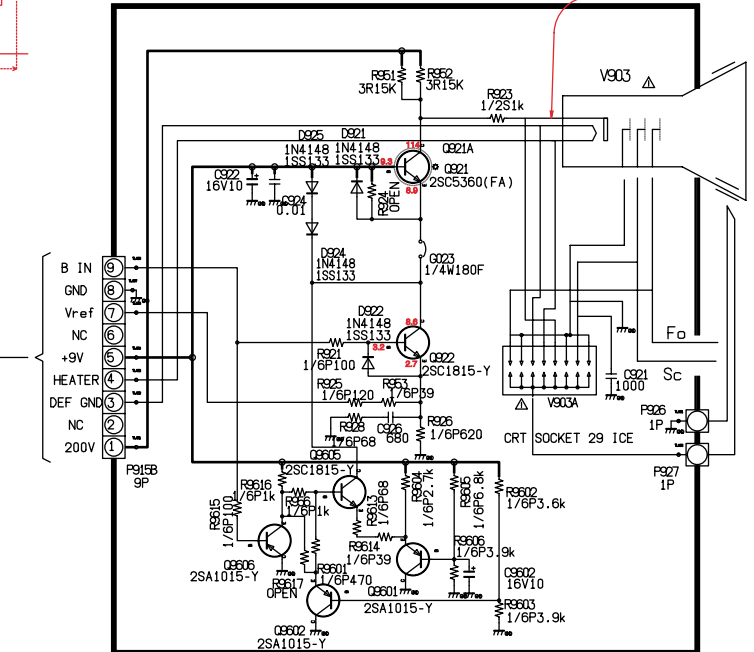 R951
3R15K
R952
3R15K
R923
1/2S1k
V903
D925
1N4148
1SS133
D921
1N4148
1SS133
114
Q921A
9.3
Q921
2SC5360(FA)
6.9
C922
16V10
C924
0.01
R924
OPEN
D924
1N4148
1SS133
G023
1/4W180F
B IN 9
GND 8
Vref 7
NC 6
+9V 5
HEATER 4
DEF GND 3
NC 2
200V 1
P915B
9P
D922
1N4148
1SS133
6.6
3.2
2.7
Q922
2SC1815-Y
R921
1/6P100
R925
1/6P120
R953
1/6P39
R928
1/6P68
C926
680
R926
1/6P620
Fo
Sc
C921
1000
V903A
CRT SOCKET 29 ICE
P926
1P
P927
1P
Q9605
2SC1815-Y
R9616
1/6P1k
R966
1/6P1k
R9615
1/6P100
R9613
1/6P68
R9604
1/6P2.7k
R9605
1/6P6.8k
R9602
1/6P3.6k
R9614
1/6P39
R9606
1/6P3.9k
Q9606
2SA1015-Y
R9601
1/6P470
R9617
OPEN
Q9601
2SA1015-Y
C9602
16V10
R9603
1/6P3.9k
Q9602
2SA1015-Y